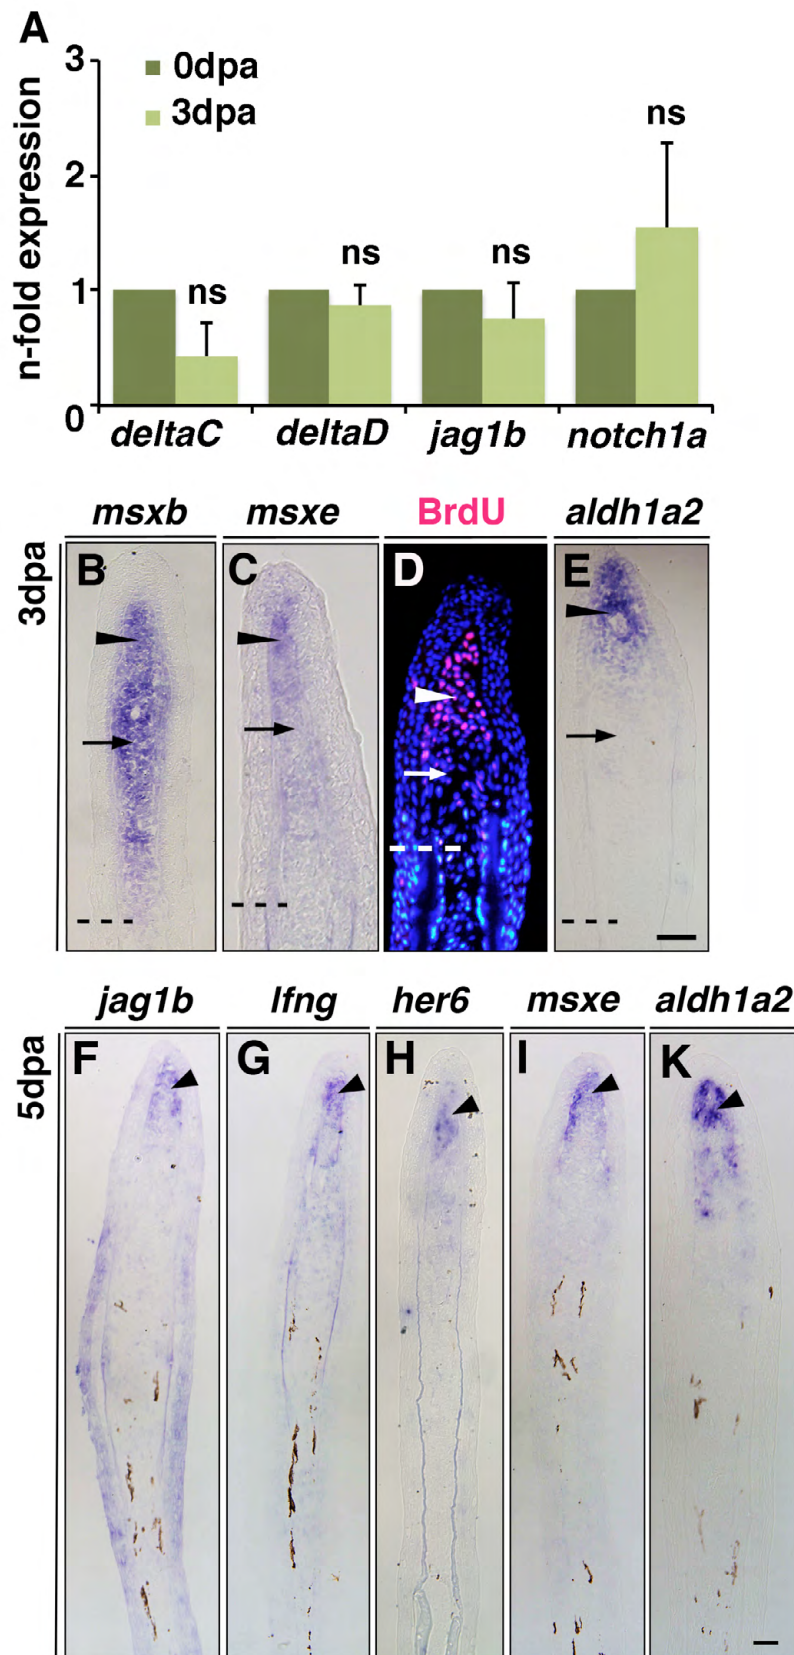 A
3
0dpa
3dpa
ns
2
ns
ns
1
ns
n-fold expression
0
deltaC deltaD jag1b notch1a
msxb msxe BrdU aldh1a2
3dpa
B C D E
jag1b lfng her6 msxe aldh1a2
5dpa
F G H I K